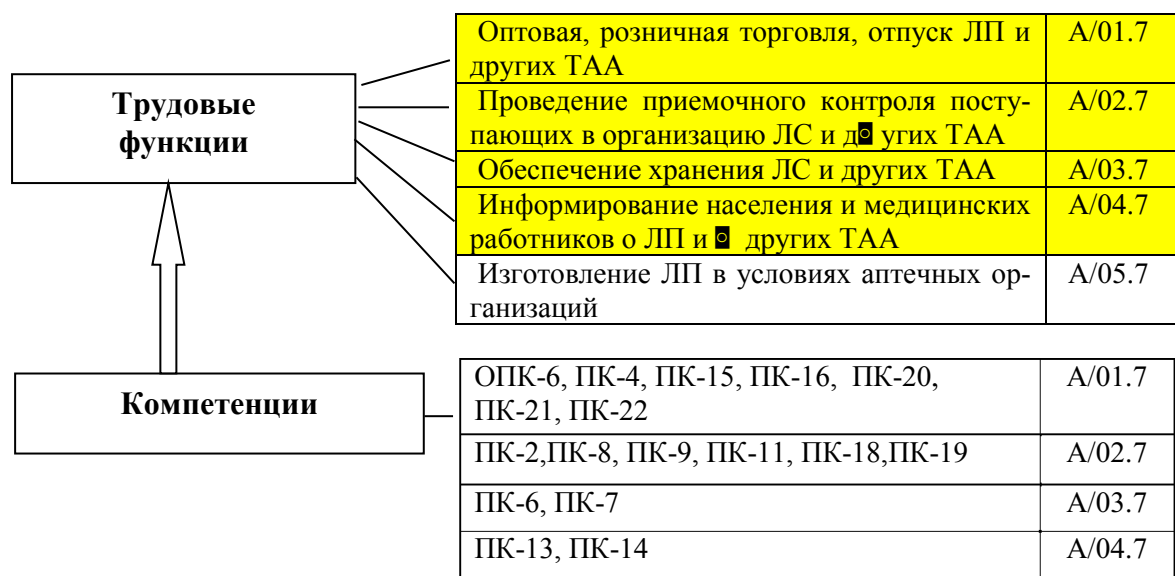 Трудовые
функции
Оптовая, розничная торговля, отпуск ЛП и
других ТАА
А/01.7
Проведение приемочного контроля посту-
пающих в организацию ЛС и д◙ угих ТАА
А/02.7
Обеспечение хранения ЛС и других ТАА
А/03.7
Информирование населения и медицинских
работников о ЛП и ◙ других ТАА
А/04.7
Изготовление ЛП в условиях аптечных ор-
ганизаций
А/05.7
Компетенции
ОПК-6, ПК-4, ПК-15, ПК-16, ПК-20,
ПК-21, ПК-22
А/01.7
ПК-2,ПК-8, ПК-9, ПК-11, ПК-18,ПК-19
А/02.7
ПК-6, ПК-7
А/03.7
ПК-13, ПК-14
А/04.7